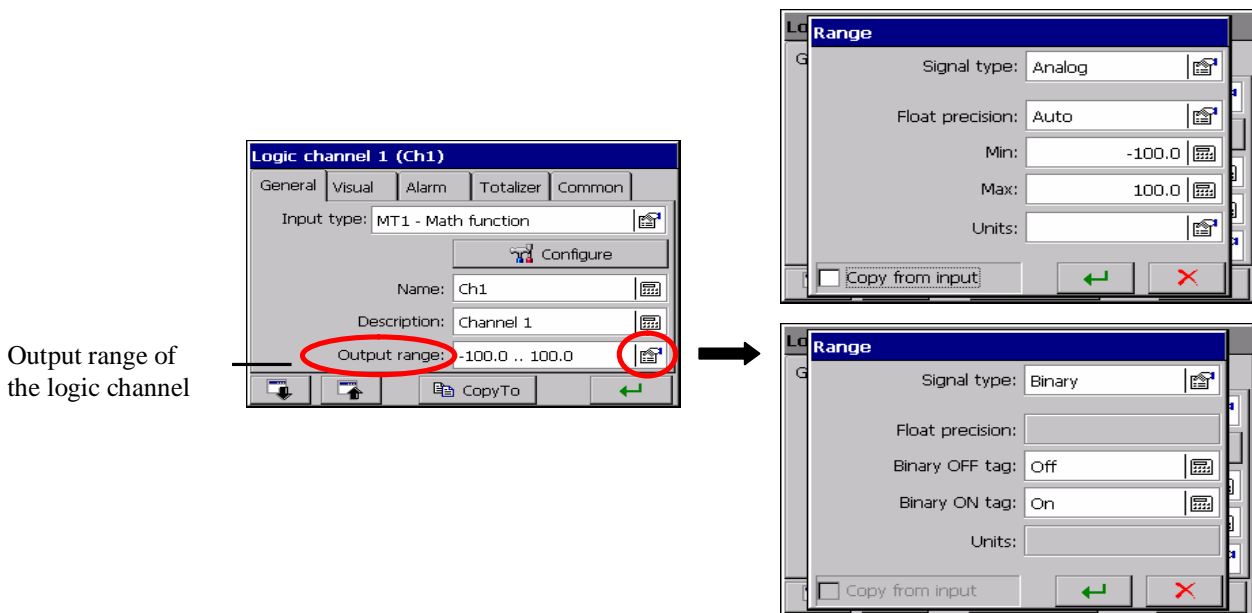 Output range of
the logic channel
Logic channel 1 (Ch1)
General Visual Alarm Totalizer Common
Input type: MT1 - Math function
Configure
Name: Ch1
Description: Channel 1
Output range: -100.0 .. 100.0
CopyTo
Lo
G
Range
Signal type: Analog
Float precision: Auto
Min: -100.0
Max: 100.0
Units:
Copy from input
Lo
G
Range
Signal type: Binary
Float precision:
Binary OFF tag: Off
Binary ON tag: On
Units:
Copy from input